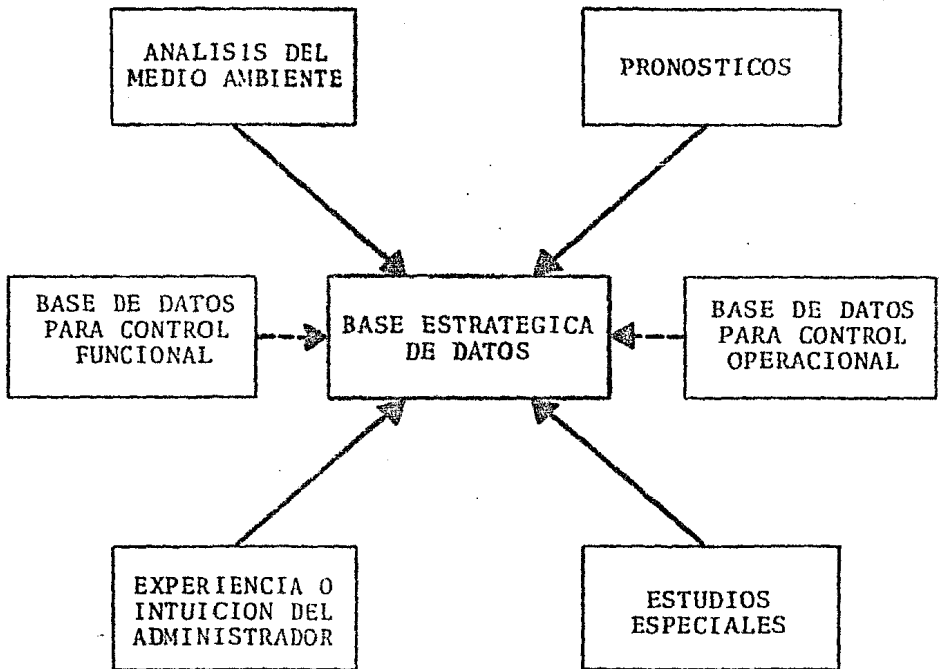 ANALISIS DEL
MEDIO AMBIENTE
PRONOSTICOS
BASE DE DATOS
PARA CONTROL
FUNCIONAL
BASE ESTRATEGICA
DE DATOS
BASE DE DATOS
PARA CONTROL
OPERACIONAL
EXPERIENCIA O
INTUICION DEL
ADMINISTRADOR
ESTUDIOS
ESPECIALES